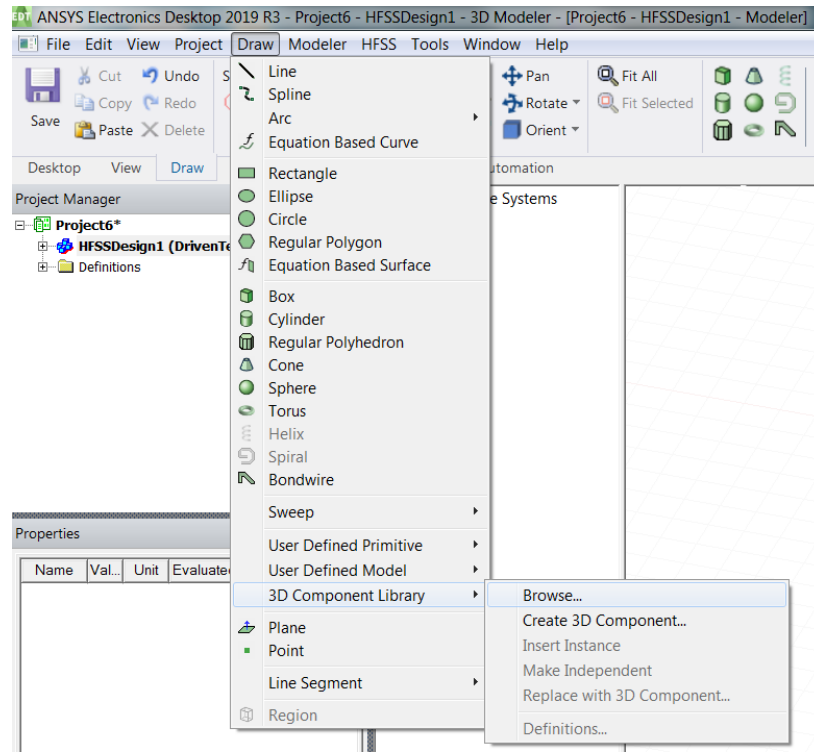 EDT ANSYS Electronics Desktop 2019 R3 - Project6 - HFSSDesign1 - 3D Modeler - [Project6 - HFSSDesign1 - Modeler]
File Edit View Project Draw Modeler HFSS Tools Window Help
Save
Cut Undo S
Copy Redo
Paste Delete
Pan Fit All
Rotate Fit Selected
Orient
Desktop View Draw utomation
Line
Spline
Arc
Equation Based Curve
Rectangle
Ellipse
Circle
Regular Polygon
Equation Based Surface
Box
Cylinder
Regular Polyhedron
Cone
Sphere
Torus
Helix
Spiral
Bondwire
Sweep
User Defined Primitive
User Defined Model
3D Component Library
Plane
Point
Line Segment
Region
Browse...
Create 3D Component...
Insert Instance
Make Independent
Replace with 3D Component...
Definitions...
Project Manager
Project6*
HFSSDesign1 (DrivenTe
Definitions
e Systems
Properties
Name Val... Unit Evaluate